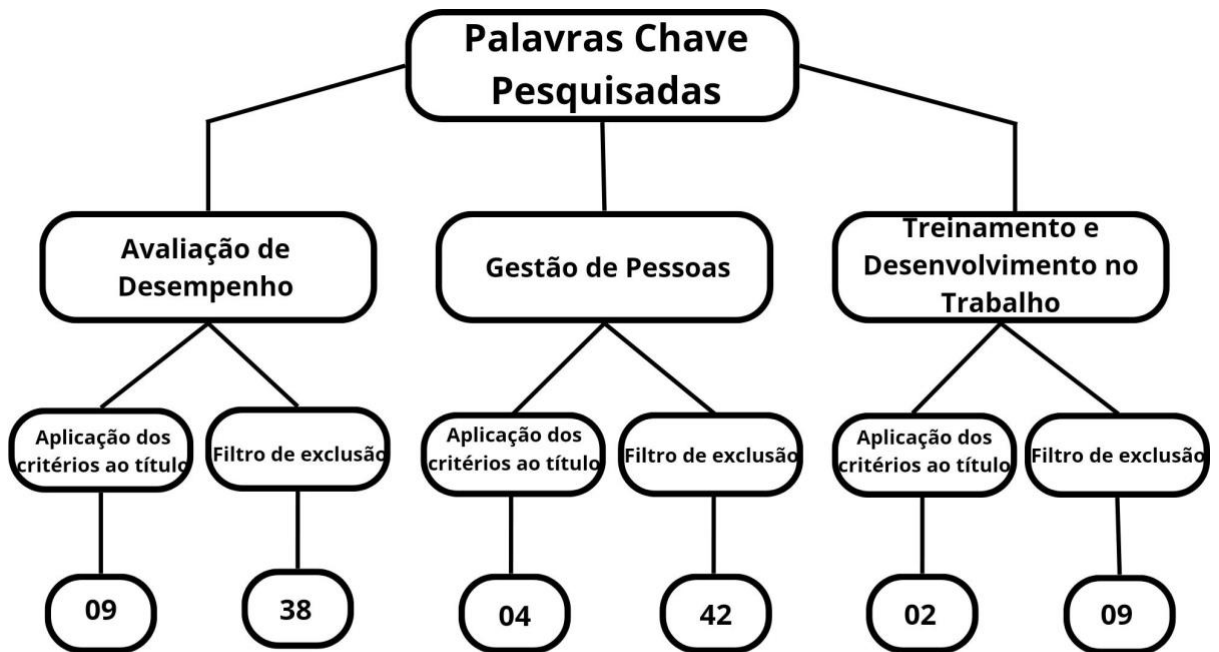 Palavras Chave
Pesquisadas
Avaliação de
Desempenho
Gestão de Pessoas
Treinamento e
Desenvolvimento no
Trabalho
Aplicação dos
critérios ao título
Filtro de exclusão
Aplicação dos
critérios ao título
Filtro de exclusão
Aplicação dos
critérios ao título
Filtro de exclusão
09
38
04
42
02
09